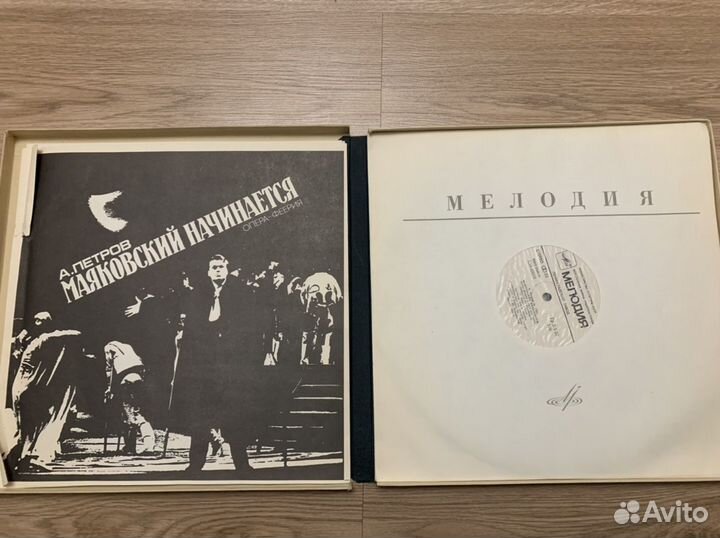 А. ПЕТРОВ
МАЯКОВСКИЙ НАЧИНАЕТСЯ
ОПЕРА-ФЕЕРИЯ
МЕЛОДИЯ
МЕЛОДИЯ
Avito